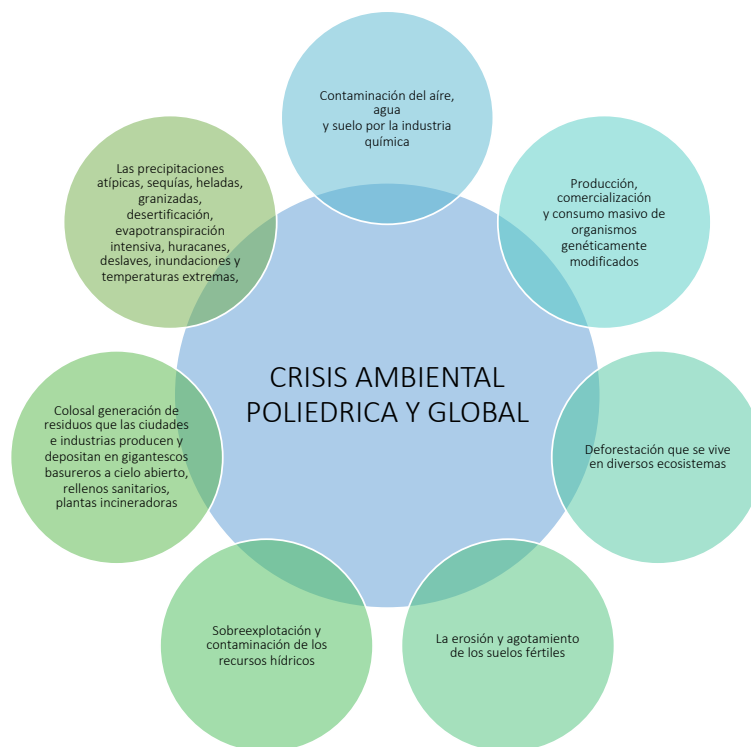 Contaminación del aíre,
agua
y suelo por la industria
química
Producción,
comercialización
y consumo masivo de
organismos
genéticamente
modificados
Deforestación que se vive
en diversos ecosistemas
La erosión y agotamiento
de los suelos fértiles
Sobreexplotación y
contaminación de los
recursos hídricos
Colosal generación de
residuos que las ciudades
e industrias producen y
depositan en gigantescos
basureros a cielo abierto,
rellenos sanitarios,
plantas incineradoras
Las precipitaciones
atípicas, sequías, heladas,
granizadas,
desertificación,
evapotranspiración
intensiva, huracanes,
deslaves, inundaciones y
temperaturas extremas,
CRISIS AMBIENTAL
POLIEDRICA Y GLOBAL